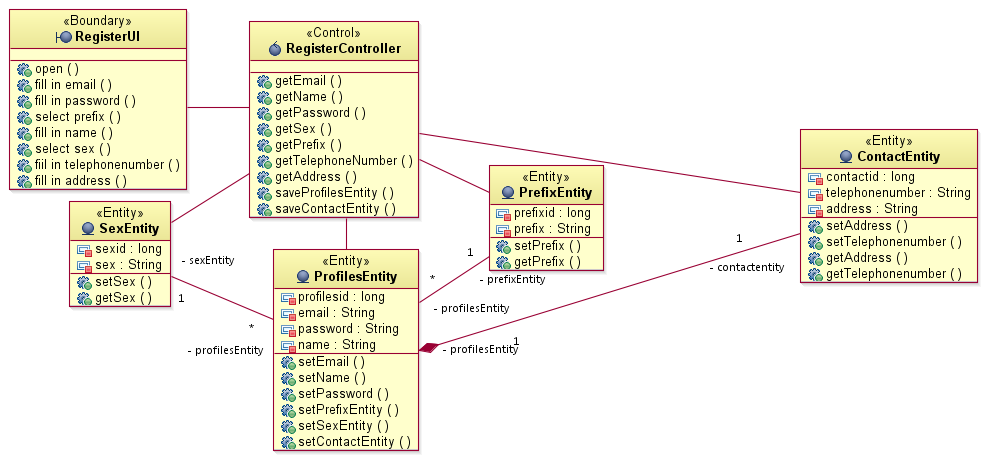 «Boundary»
RegisterUI
open ( )
fill in email ( )
fill in password ( )
select prefix ( )
fill in name ( )
select sex ( )
fiil in telephonenumber ( )
fill in address ( )
«Control»
RegisterController
getEmail ( )
getName ( )
getPassword ( )
getSex ( )
getPrefix ( )
getTelephoneNumber ( )
getAddress ( )
saveProfilesEntity ( )
saveContactEntity ( )
«Entity»
ContactEntity
contactid : long
telephonenumber : String
address : String
setAddress ( )
setTelephonenumber ( )
getAddress ( )
getTelephonenumber ( )
«Entity»
PrefixEntity
prefixid : long
prefix : String
setPrefix ( )
getPrefix ( )
«Entity»
SexEntity
sexid : long
sex : String
setSex ( )
getSex ( )
«Entity»
ProfilesEntity
profilesid : long
email : String
password : String
name : String
setEmail ( )
setName ( )
setPassword ( )
setPrefixEntity ( )
setSexEntity ( )
setContactEntity ( )
- sexEntity
1
*
- profilesEntity
1
- prefixEntity
*
- profilesEntity
1
- contactentity
1
- profilesEntity